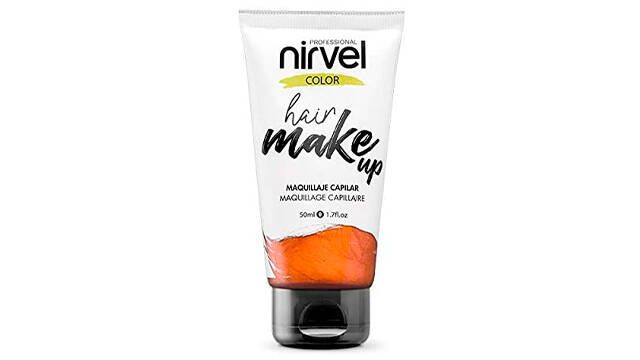 PROFESSIONAL
nirvel
COLOR
hair
make
up
MAQUILLAJE CAPILAR
MAQUILLAGE CAPILLAIRE
50ml ℮ 1.7fl.oz